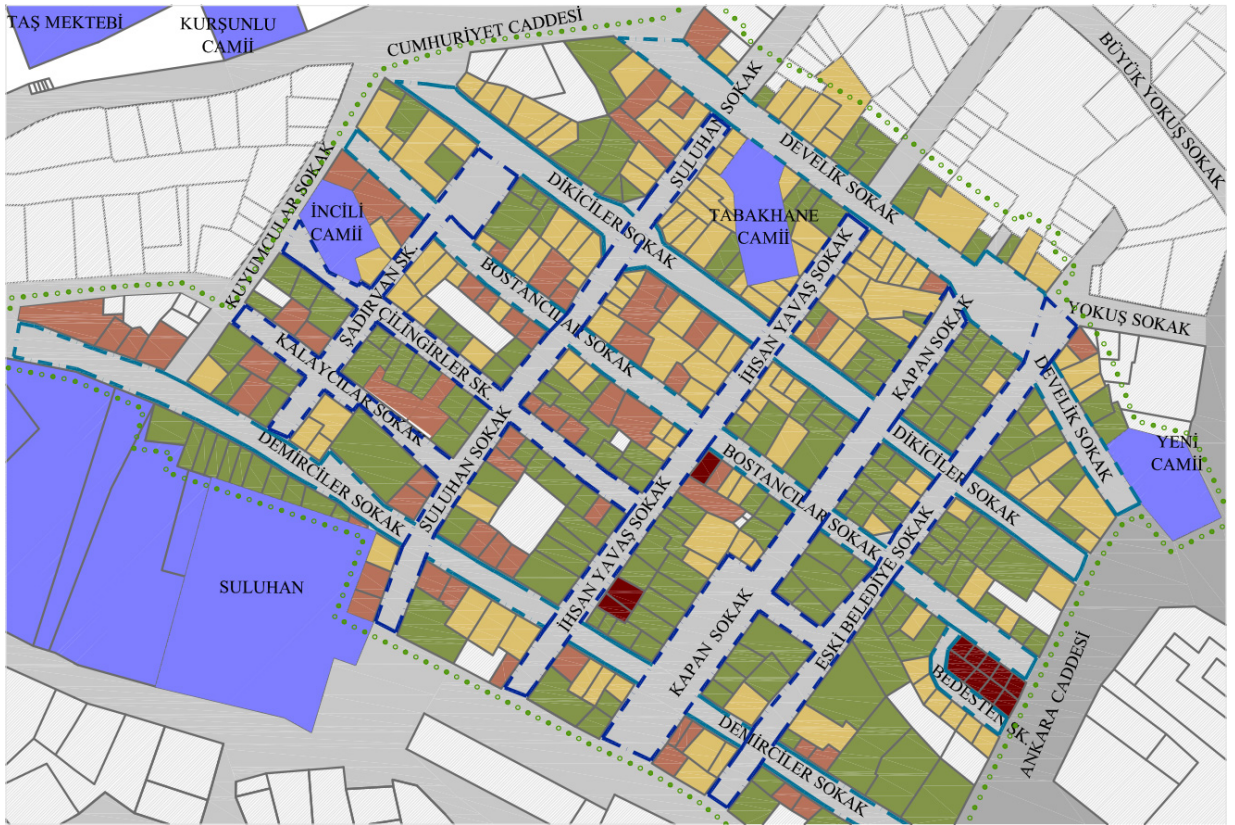 TAŞ MEKTEBİ
KURŞUNLU
CAMİİ
CUMHURİYET CADDESİ
BÜYÜK YOKUŞ SOKAK
SULUHAN SOKAK
DEVELİK SOKAK
DİKİCİLER SOKAK
TABAKHANE
CAMİİ
KUYUMCULAR SOKAK
İNCİLİ
CAMİİ
ŞADIRVAN SK.
BOSTANCILAR SOKAK
İHSAN YAVAŞ SOKAK
KAPAN SOKAK
YOKUŞ SOKAK
ÇİLİNGİRLER SK.
KALAYCILAR SOKAK
DEVELİK SOKAK
YENİ
CAMİİ
DEMİRCİLER SOKAK
SULUHAN SOKAK
BOSTANCILAR SOKAK
DİKİCİLER SOKAK
SULUHAN
İHSAN YAVAŞ SOKAK
KAPAN SOKAK
ESKİ BELEDİYE SOKAK
BEDESTEN SK.
ANKARA CADDESİ
DEMİRCİLER SOKAK